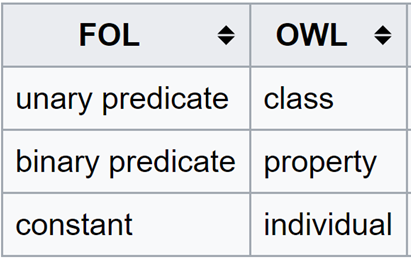 FOL OWL
unary predicate class
binary predicate property
constant individual